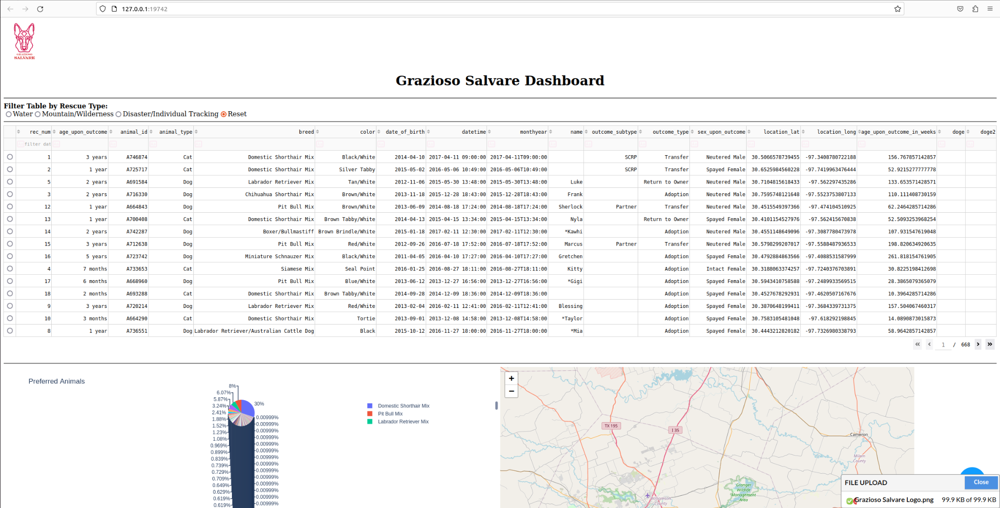 127.0.0.1:19742
GRAZIOSO
SALVARE
Grazioso Salvare Dashboard
Filter Table by Rescue Type:
Water Mountain/Wilderness Disaster/Individual Tracking Reset
rec_num age_upon_outcome animal_id animal_type breed color date_of_birth datetime monthyear name outcome_subtype outcome_type sex_upon_outcome location_lat location_long age_upon_outcome_in_weeks doge doge2
filter dat
1 3 years A746874 Cat Domestic Shorthair Mix Black/White 2014-04-10 2017-04-11 09:00:00 2017-04-11T09:00:00 SCRP Transfer Neutered Male 30.5066578739455 -97.3408780722188 156.767857142857
2 1 year A725717 Cat Domestic Shorthair Mix Silver Tabby 2015-05-02 2016-05-06 10:49:00 2016-05-06T10:49:00 SCRP Transfer Spayed Female 30.6525984560228 -97.7419963476444 52.9215277777778
5 2 years A691584 Dog Labrador Retriever Mix Tan/White 2012-11-06 2015-05-30 13:48:00 2015-05-30T13:48:00 Luke Return to Owner Neutered Male 30.7104815618433 -97.562297435286 133.653571428571
3 2 years A716330 Dog Chihuahua Shorthair Mix Brown/White 2013-11-18 2015-12-28 18:43:00 2015-12-28T18:43:00 Frank Adoption Neutered Male 30.7595748121648 -97.5523753807133 110.111408730159
12 1 year A664843 Dog Pit Bull Mix Brown/White 2013-06-09 2014-08-18 17:24:00 2014-08-18T17:24:00 Sherlock Partner Transfer Neutered Male 30.4515549397366 -97.474104510925 62.2464285714286
13 1 year A700408 Cat Domestic Shorthair Mix Brown Tabby/White 2014-04-13 2015-04-15 13:34:00 2015-04-15T13:34:00 Nyla Return to Owner Spayed Female 30.4101154527976 -97.562415670838 52.5093253968254
14 2 years A742287 Dog Boxer/Bullmastiff Brown Brindle/White 2015-01-18 2017-02-11 12:30:00 2017-02-11T12:30:00 *Kawhi Adoption Neutered Male 30.4551148649096 -97.3087780473978 107.931547619048
15 3 years A712638 Dog Pit Bull Mix Red/White 2012-09-26 2016-07-18 17:52:00 2016-07-18T17:52:00 Marcus Partner Transfer Neutered Male 30.5798299207017 -97.5588487936533 198.820634920635
16 5 years A723742 Dog Miniature Schnauzer Mix Black/White 2011-04-05 2016-04-10 17:27:00 2016-04-10T17:27:00 Gretchen Adoption Spayed Female 30.4792884863566 -97.4088531587999 261.818154761905
4 7 months A733653 Cat Siamese Mix Seal Point 2016-01-25 2016-08-27 18:11:00 2016-08-27T18:11:00 Kitty Adoption Intact Female 30.3188063374257 -97.7240376703891 30.8225198412698
17 6 months A668960 Dog Pit Bull Mix Blue/White 2013-06-12 2013-12-27 16:56:00 2013-12-27T16:56:00 *Gigi Adoption Spayed Female 30.5943410758588 -97.2489933569515 28.3865079365079
18 2 months A693288 Cat Domestic Shorthair Mix Brown Tabby/White 2014-09-28 2014-12-09 18:36:00 2014-12-09T18:36:00 Adoption Spayed Female 30.4527678292931 -97.4620507167676 10.3964285714286
9 3 years A720214 Dog Labrador Retriever Mix Red/White 2013-02-04 2016-02-11 12:41:00 2016-02-11T12:41:00 Blessing Adoption Spayed Female 30.3870648199411 -97.3684339731375 157.504067460317
10 3 months A664290 Cat Domestic Shorthair Mix Tortie 2013-09-01 2013-12-08 14:58:00 2013-12-08T14:58:00 *Taylor Adoption Spayed Female 30.7583105481048 -97.618292198845 14.0890873015873
8 1 year A736551 Dog Labrador Retriever/Australian Cattle Dog Black 2015-10-12 2016-11-27 18:00:00 2016-11-27T18:00:00 *Mia Adoption Spayed Female 30.4443212820182 -97.7326980338793 58.9642857142857
1 / 668
Preferred Animals
8%
6.07%
5.87%
3.24%
2.41%
1.88%
1.52%
1.23%
1.08%
0.969%
0.899%
0.839%
0.739%
0.729%
0.709%
0.649%
0.629%
0.619%
0.619%
30%
0.00999%
0.00999%
0.00999%
0.00999%
0.00999%
0.00999%
0.00999%
0.00999%
0.00999%
0.00999%
0.00999%
0.00999%
0.00999%
0.00999%
Domestic Shorthair Mix
Pit Bull Mix
Labrador Retriever Mix
+
−
TX 195
I 35
Cameron
Milam
County
Granger
Wildlife
Management
Area
Williamson
County
FILE UPLOAD
Close
Grazioso Salvare Logo.png 99.9 KB of 99.9 KB